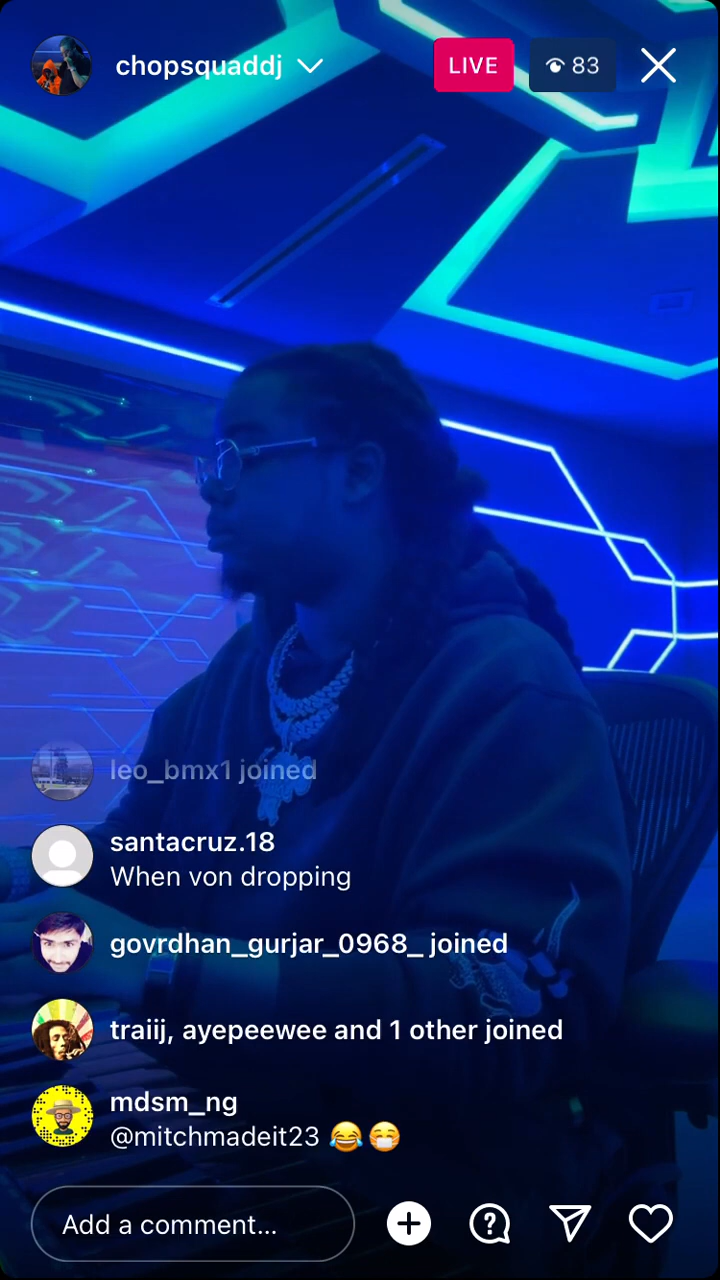 chopsquaddj
LIVE
83
leo_bmx1 joined
santacruz.18
When von dropping
govrdhan_gurjar_0968_ joined
traiij, ayepeewee and 1 other joined
mdsm_ng
@mitchmadeit23 😂😷
Add a comment...